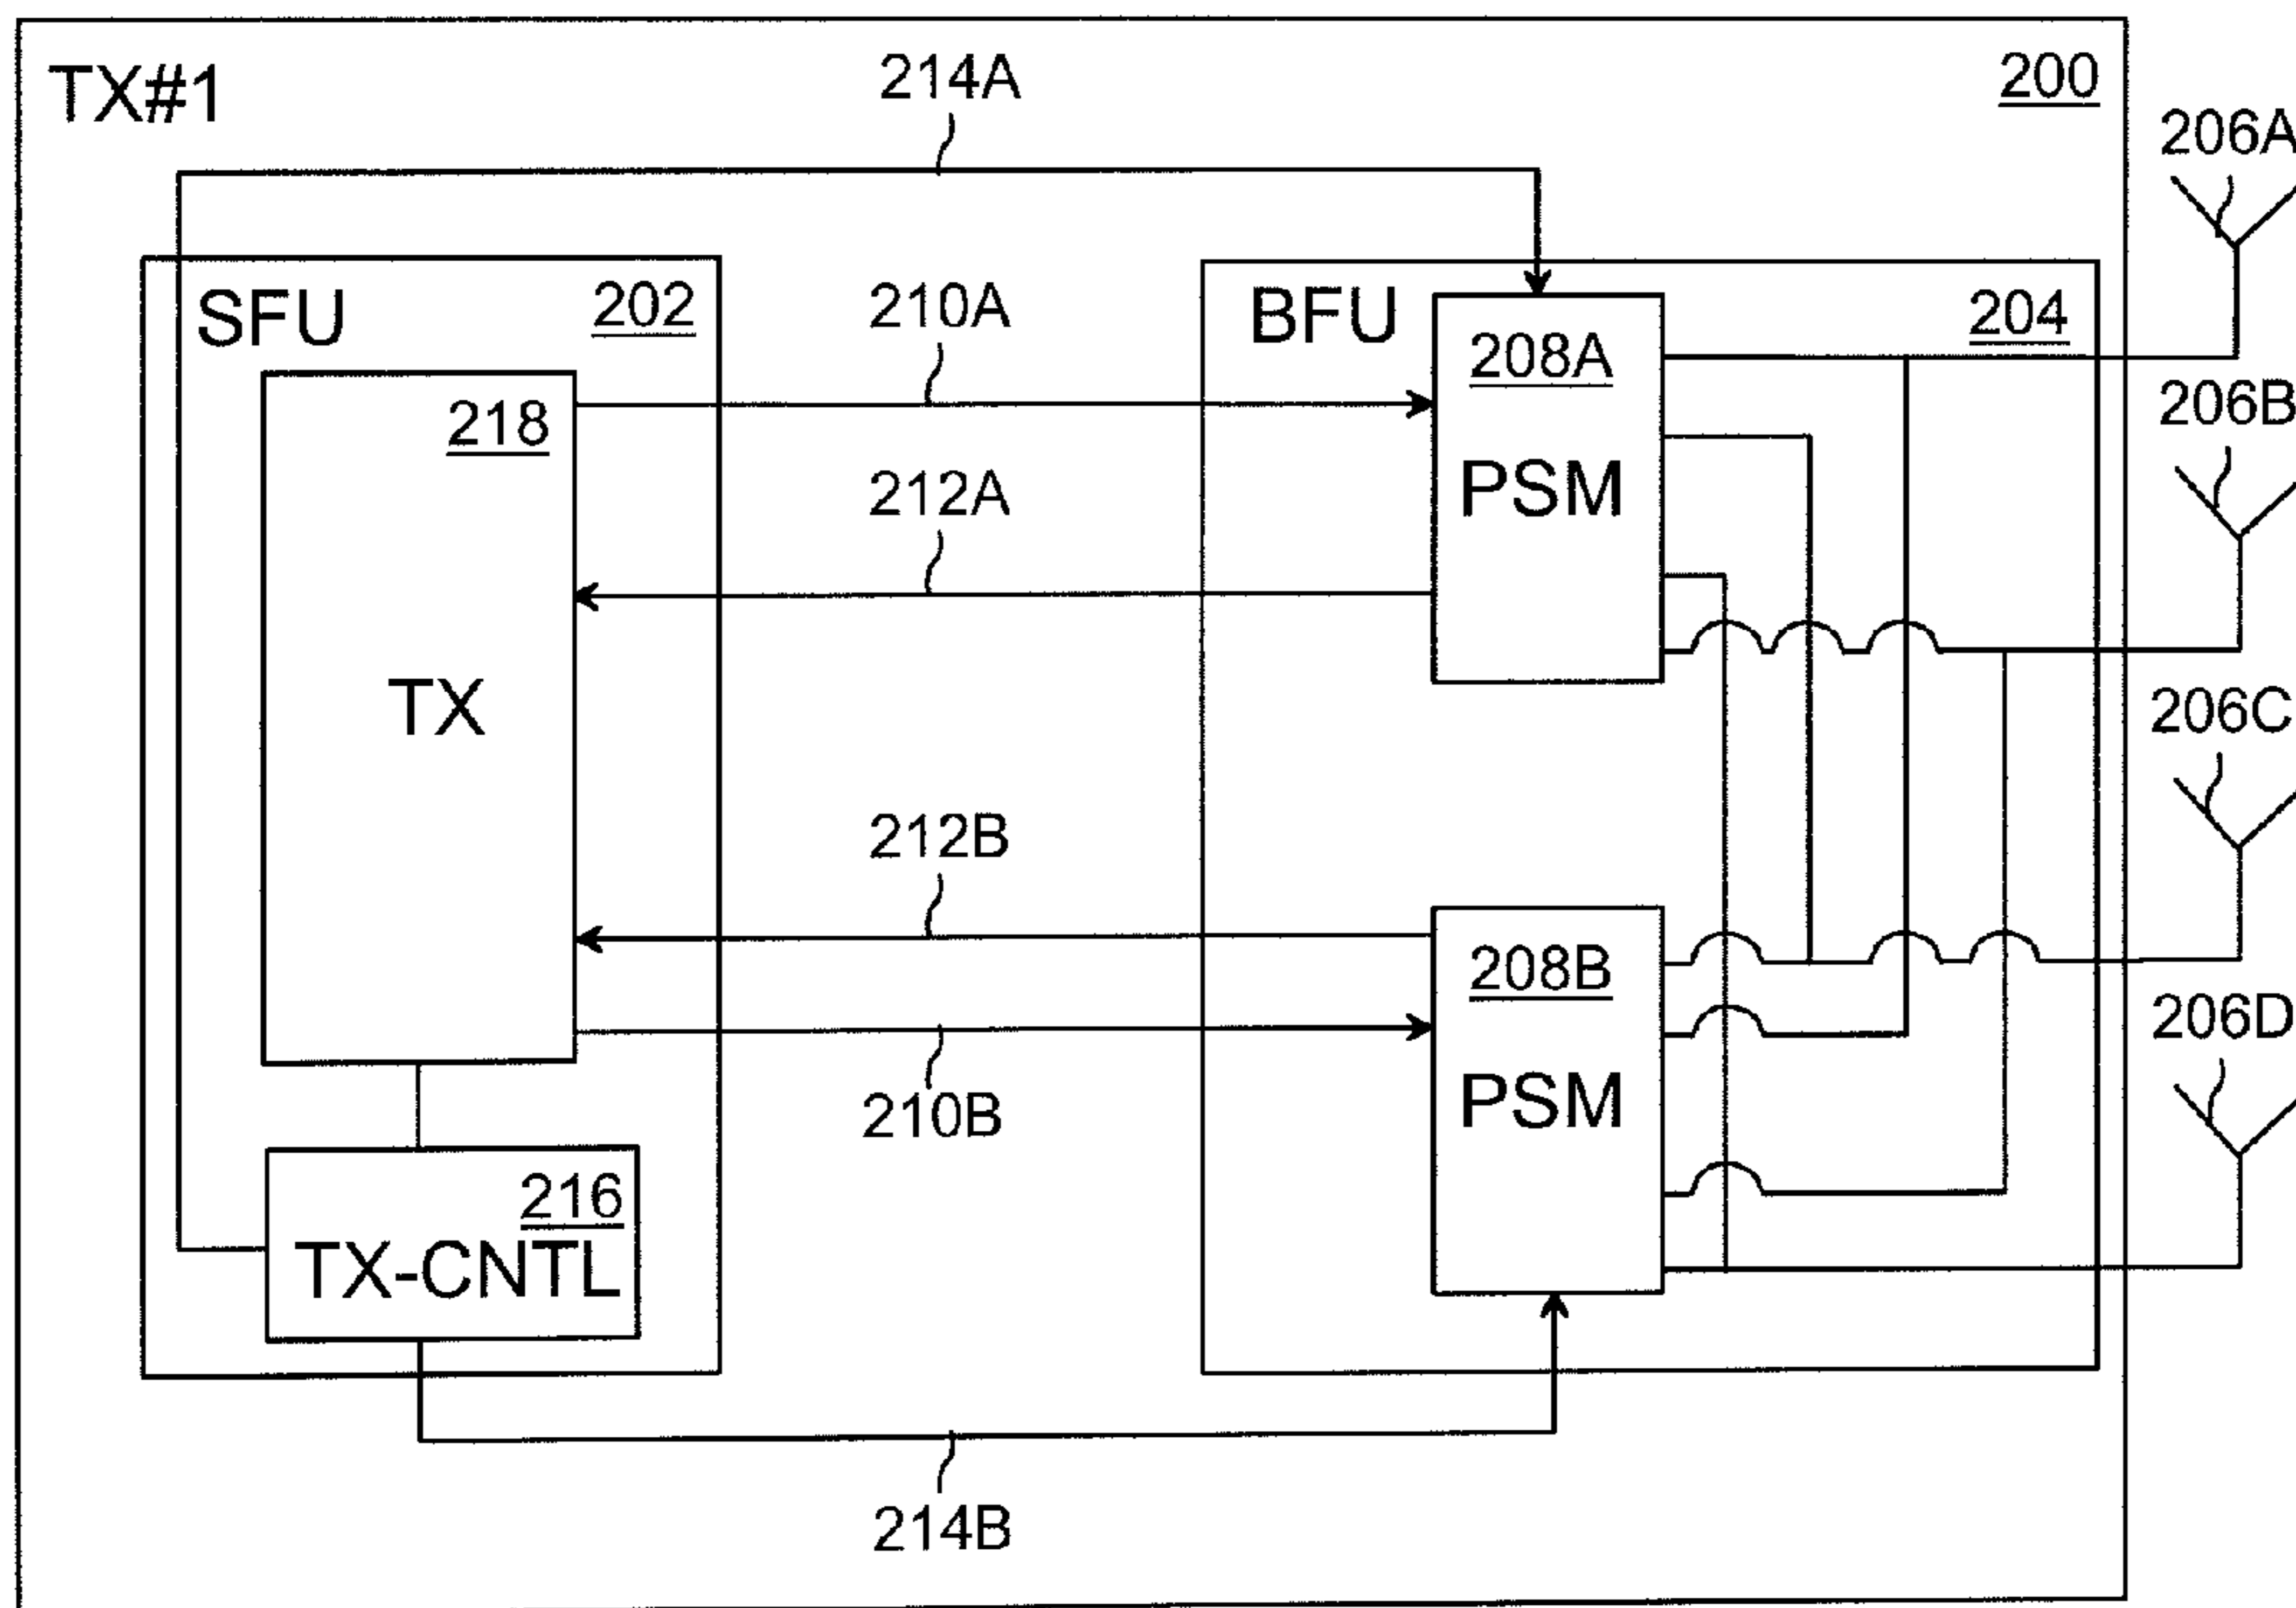 TX#1
214A
200
206A
SFU
202
210A
BFU
204
208A
PSM
206B
218
212A
TX
206C
212B
208B
PSM
206D
210B
216
TX-CNTL
214B